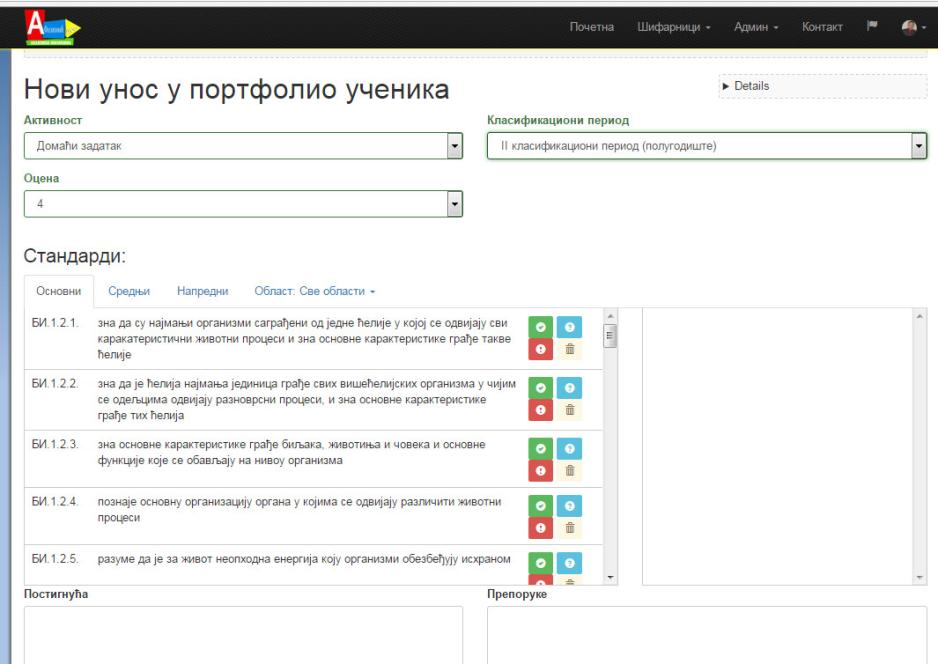 Почетна Шифарници Админ Контакт
Нови унос у портфолио ученика
Details
Активност
Класификациони период
Домаћи задатак
II класификациони период (полугодиште)
Оцена
4
Стандарди:
Основни Средњи Напредни Област: Све области
БИ.1.2.1. зна да су најмањи организми саграђени од једне ћелије у којој се одвијају сви
каракатеристични животни процеси и зна основне карактеристике грађе такве
ћелије
БИ.1.2.2. зна да је ћелија најмања јединица грађе свих вишећелијских организма у чијим
се одељцима одвијају разноврсни процеси, и зна основне карактеристике
грађе тих ћелија
БИ.1.2.3. зна основне карактеристике грађе биљака, животиња и човека и основне
функције које се обављају на нивоу организма
БИ.1.2.4. познаје основну организацију органа у којима се одвијају различити животни
процеси
БИ.1.2.5. разуме да је за живот неопходна енергија коју организми обезбеђују исхраном
Постигнућа
Препоруке